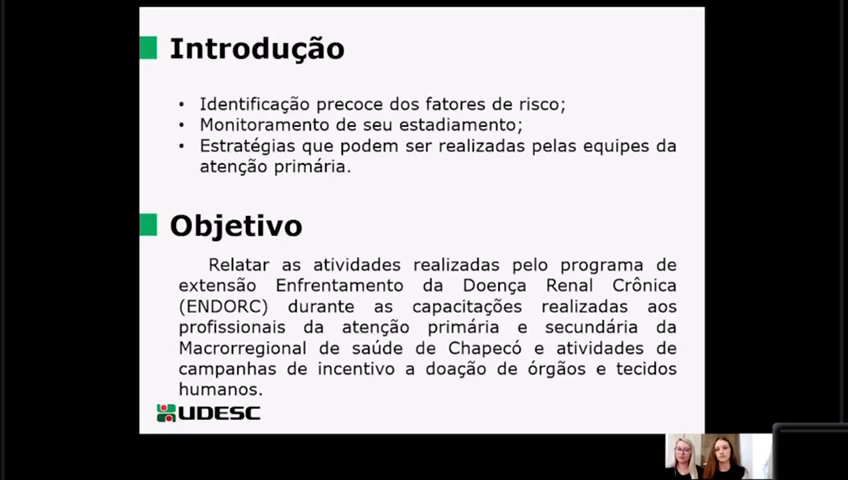 Introdução
• Identificação precoce dos fatores de risco;
• Monitoramento de seu estadiamento;
• Estratégias que podem ser realizadas pelas equipes da
atenção primária.
Objetivo
Relatar as atividades realizadas pelo programa de
extensão Enfrentamento da Doença Renal Crônica
(ENDORC) durante as capacitações realizadas aos
profissionais da atenção primária e secundária da
Macrorregional de saúde de Chapecó e atividades de
campanhas de incentivo a doação de órgãos e tecidos
humanos.
UDESC